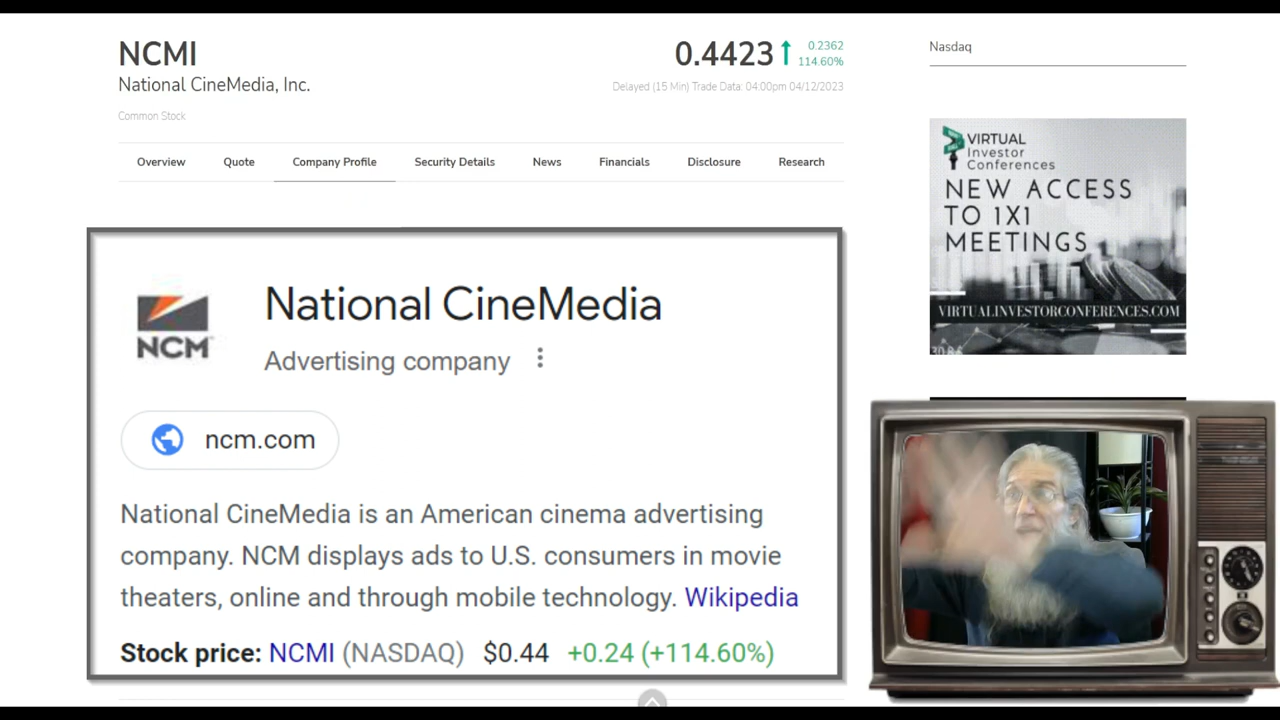 NCMI
National CineMedia, Inc.
Common Stock
0.4423
0.2362
114.60%
Delayed (15 Min) Trade Data: 04:00pm 04/12/2023
Overview Quote Company Profile Security Details News Financials Disclosure Research
NCM
National CineMedia
Advertising company
ncm.com
National CineMedia is an American cinema advertising
company. NCM displays ads to U.S. consumers in movie
theaters, online and through mobile technology. Wikipedia
Stock price: NCMI (NASDAQ) $0.44 +0.24 (+114.60%)
Nasdaq
VIRTUAL
Investor
Conferences
NEW ACCESS
TO 1X1
MEETINGS
VIRTUALINVESTORCONFERENCES.COM